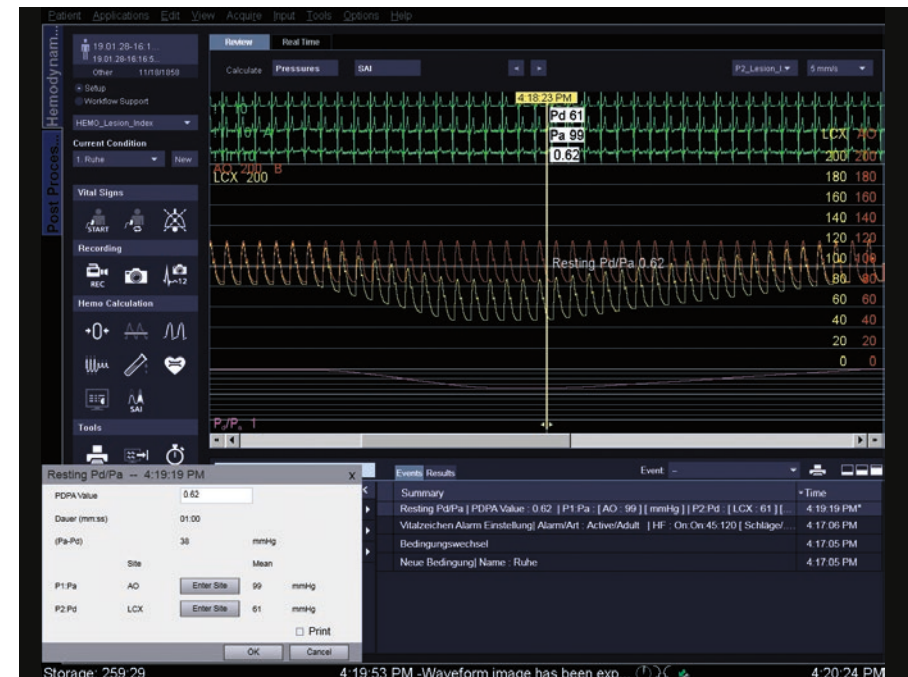 Patient Applications Edit View Acquire Input Tools Options Help
Hemodynam...
Post Proces...
19.01.28-16.1...
19.01.28-16:16:5...
Other 11/10/1050
Setup
Workflow Support
HEMO_Lesion_Index
Current Condition
1. Ruhe New
Vital Signs
START
Recording
REC
12
Hemo Calculation
+0+
SAI
Tools
Review Real Time
Calculate Pressures SAI P2_Lesion_I. 5 mm/s
4:18:23 PM
Pd 61
Pa 99
0.62
LCX AO
AO 200 B
LCX 200
200 200
180 180
160 160
140 140
120 120
100 100
80 80
60 60
40 40
20 20
0 0
Resting Pd/Pa 0.62
Pd/Pa 1
Resting Pd/Pa -- 4:19:19 PM X
PDPA Value 0.62
Dauer (mm:ss) 01:00
(Pa-Pd) 38 mmHg
Site Mean
P1:Pa AO Enter Site 99 mmHg
P2:Pd LCX Enter Site 61 mmHg
Print
OK Cancel
Events Results Event: –
Summary Time
Resting Pd/Pa | PDPA Value : 0.62 | P1:Pa : [ AO : 99 ] [ mmHg ] | P2:Pd : [ LCX : 61 ] [... 4:19:19 PM*
Vitalzeichen Alarm Einstellung| Alarm/Art : Active/Adult | HF : On:On:45:120 [ Schläge/... 4:17:06 PM
Bedingungswechsel 4:17:05 PM
Neue Bedingung| Name : Ruhe 4:17:05 PM
Storage: 259:29 4:19:53 PM -Waveform image has been exp... 4:20:24 PM